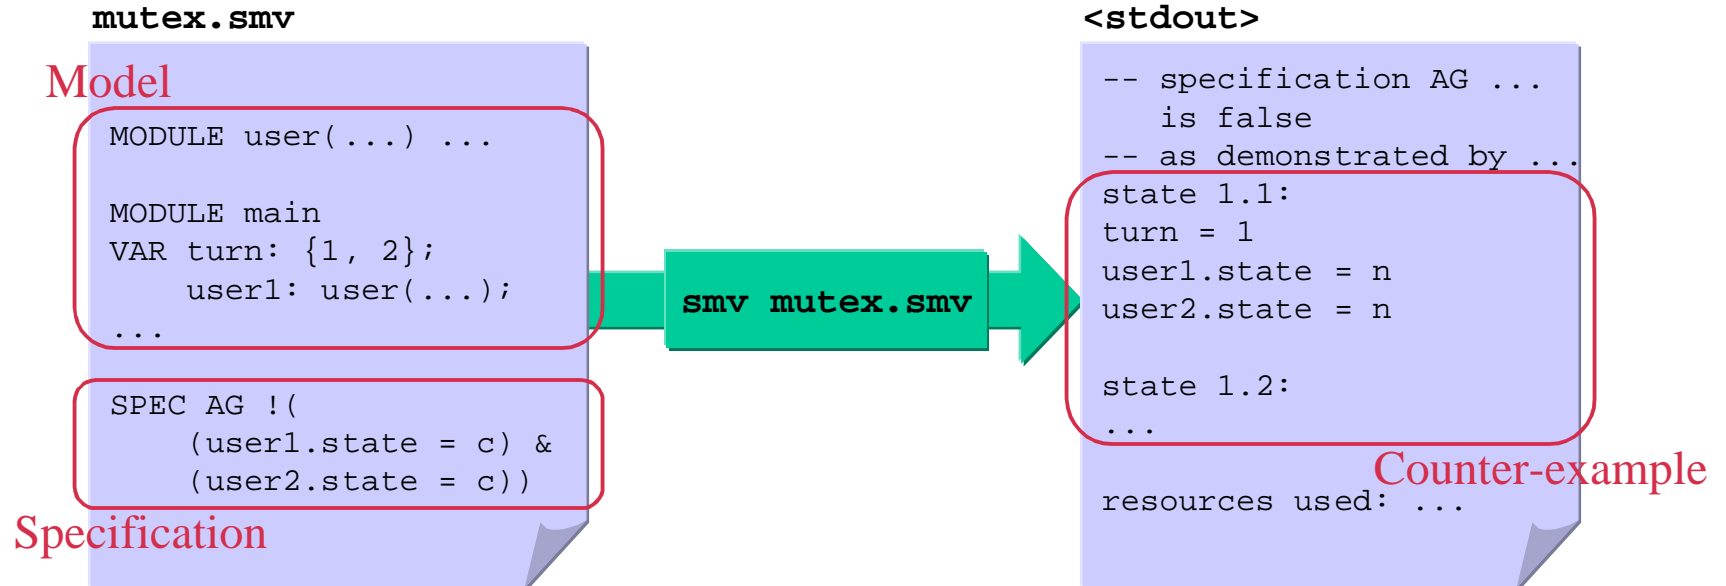 mutex.smv
Model
MODULE user(...) ...
MODULE main
VAR turn: {1, 2};
user1: user(...);
...
SPEC AG !(
(user1.state = c) &
(user2.state = c))
Specification
smv mutex.smv
<stdout>
-- specification AG ...
is false
-- as demonstrated by ...
state 1.1:
turn = 1
user1.state = n
user2.state = n
state 1.2:
...
Counter-example
resources used: ...